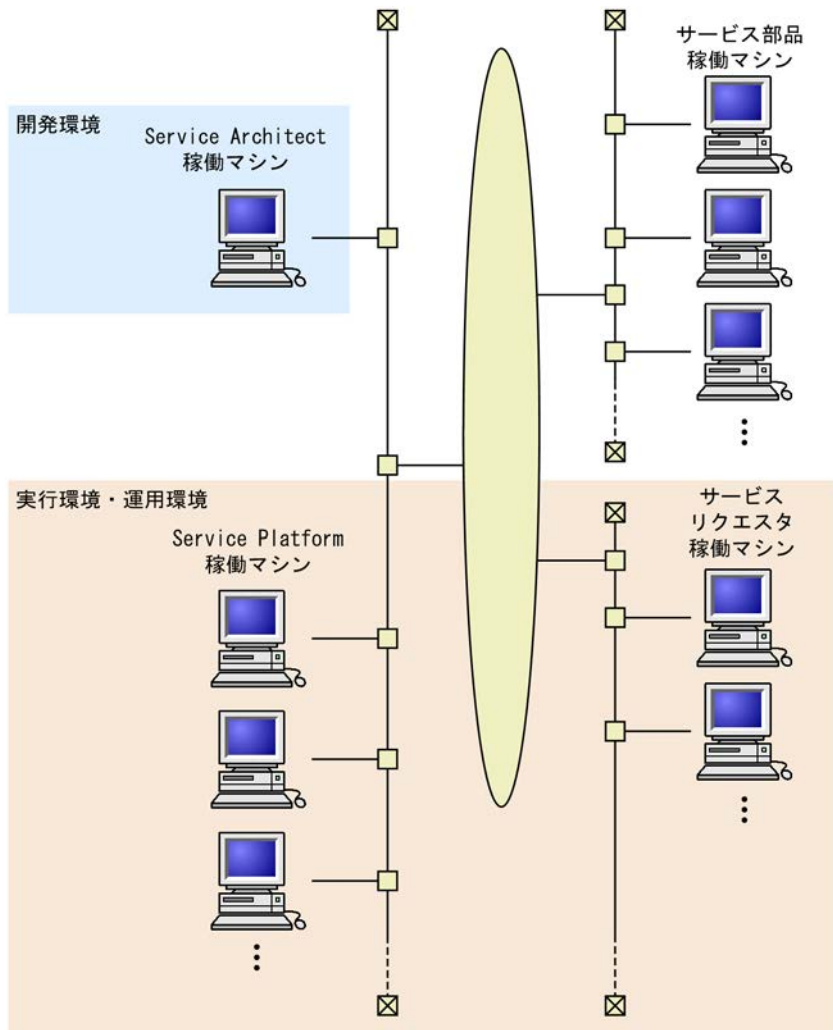 サービス部品
稼働マシン
開発環境
Service Architect
稼働マシン
実行環境・運用環境
Service Platform
稼働マシン
サービス
リクエスタ
稼働マシン